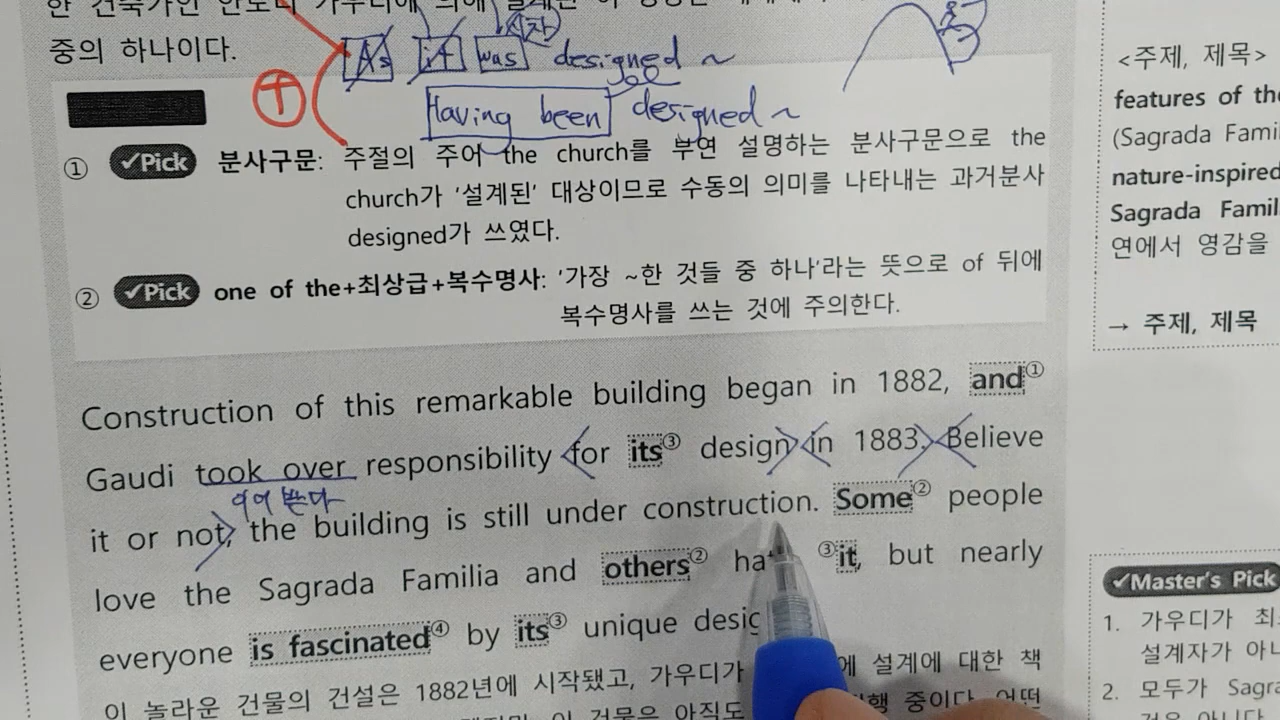 중의 하나이다.
As it was designed ~
Having been designed ~
① ✓Pick 분사구문: 주절의 주어 the church를 부연 설명하는 분사구문으로 the
church가 '설계된' 대상이므로 수동의 의미를 나타내는 과거분사
designed가 쓰였다.
② ✓Pick one of the+최상급+복수명사: '가장 ~한 것들 중 하나'라는 뜻으로 of 뒤에
복수명사를 쓰는 것에 주의한다.
Construction of this remarkable building began in 1882, and①
Gaudi took over responsibility for its③ design in 1883. Believe
it or not, the building is still under construction. Some② people
love the Sagrada Familia and others② ③it, but nearly
everyone is fascinated④ by its③ unique
이 놀라운 건물의 건설은 1882년에 시작됐고, 가우디가 설계에 대한 책
<주제, 제목>
features of the
(Sagrada Fami
nature-inspired
Sagrada Famil
연에서 영감을
→ 주제, 제목
✓Master's Pick
1. 가우디가 최
설계자가 아니
2. 모두가 Sagra